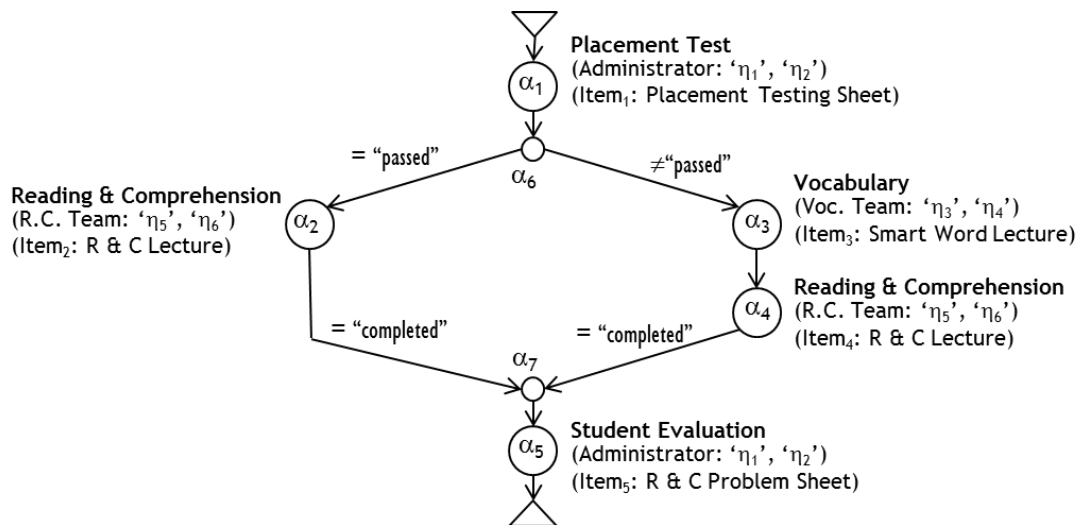 Placement Test
(Administrator: ‘η₁’, ‘η₂’)
(Item₁: Placement Testing Sheet)
α₁
= “passed”
α₆
≠“passed”
Reading & Comprehension
(R.C. Team: ‘η₅’, ‘η₆’)
(Item₂: R & C Lecture)
α₂
α₃
Vocabulary
(Voc. Team: ‘η₃’, ‘η₄’)
(Item₃: Smart Word Lecture)
α₄
Reading & Comprehension
(R.C. Team: ‘η₅’, ‘η₆’)
(Item₄: R & C Lecture)
= “completed”
= “completed”
α₇
α₅
Student Evaluation
(Administrator: ‘η₁’, ‘η₂’)
(Item₅: R & C Problem Sheet)